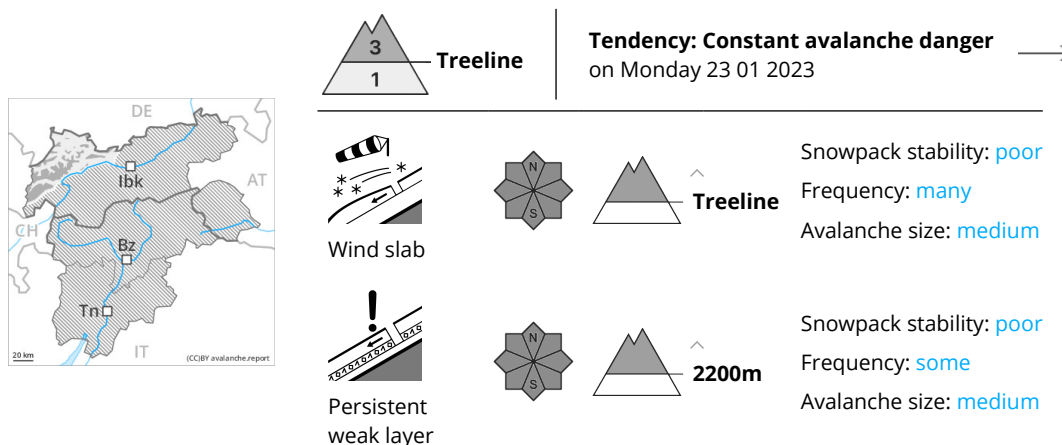 3
1
Treeline
Tendency: Constant avalanche danger
on Monday 23 01 2023
DE
Ibk
AT
CH
Bz
Tn
IT
20 km
(CC)BY avalanche.report
N
S
Treeline
Wind slab
Snowpack stability: poor
Frequency: many
Avalanche size: medium
N
S
2200m
Persistent
weak layer
Snowpack stability: poor
Frequency: some
Avalanche size: medium